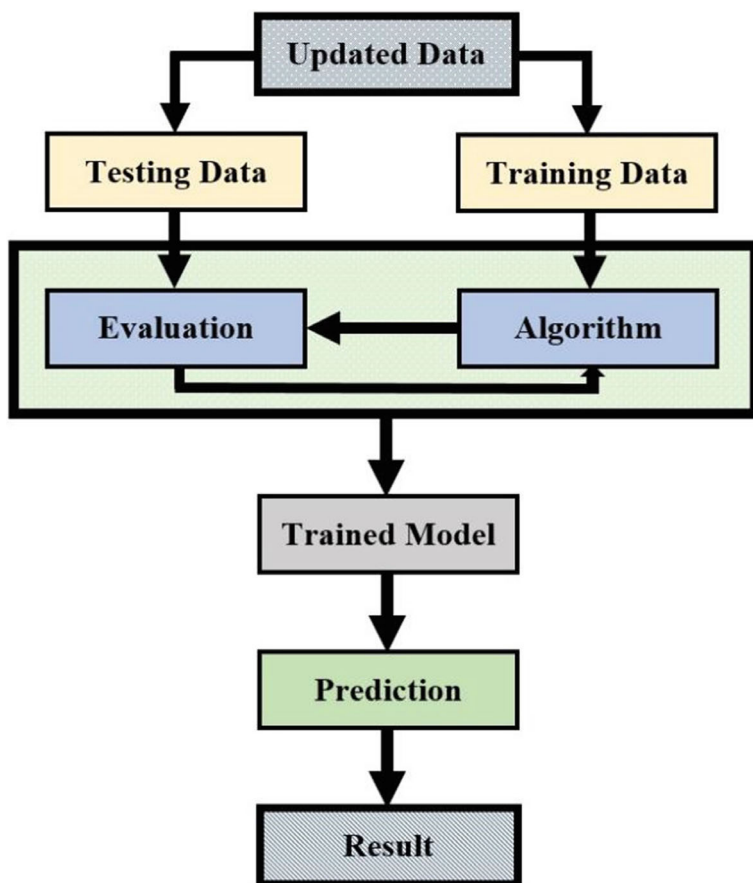 Updated Data
Testing Data
Training Data
Evaluation
Algorithm
Trained Model
Prediction
Result